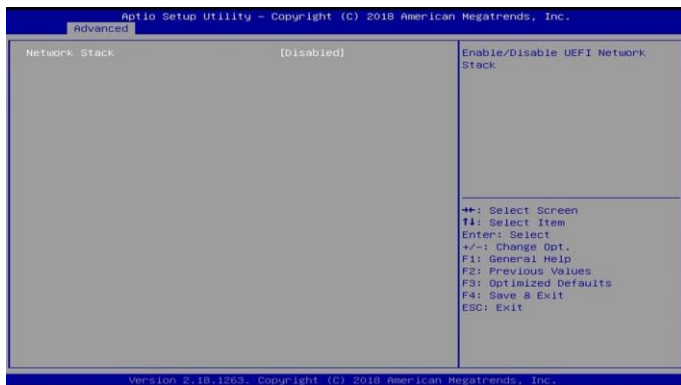 Aptio Setup Utility – Copyright (C) 2018 American Megatrends, Inc.
Advanced
Network Stack [Disabled]
Enable/Disable UEFI Network
Stack
→←: Select Screen
↑↓: Select Item
Enter: Select
+/-: Change Opt.
F1: General Help
F2: Previous Values
F3: Optimized Defaults
F4: Save & Exit
ESC: Exit
Version 2.18.1263. Copyright (C) 2018 American Megatrends, Inc.